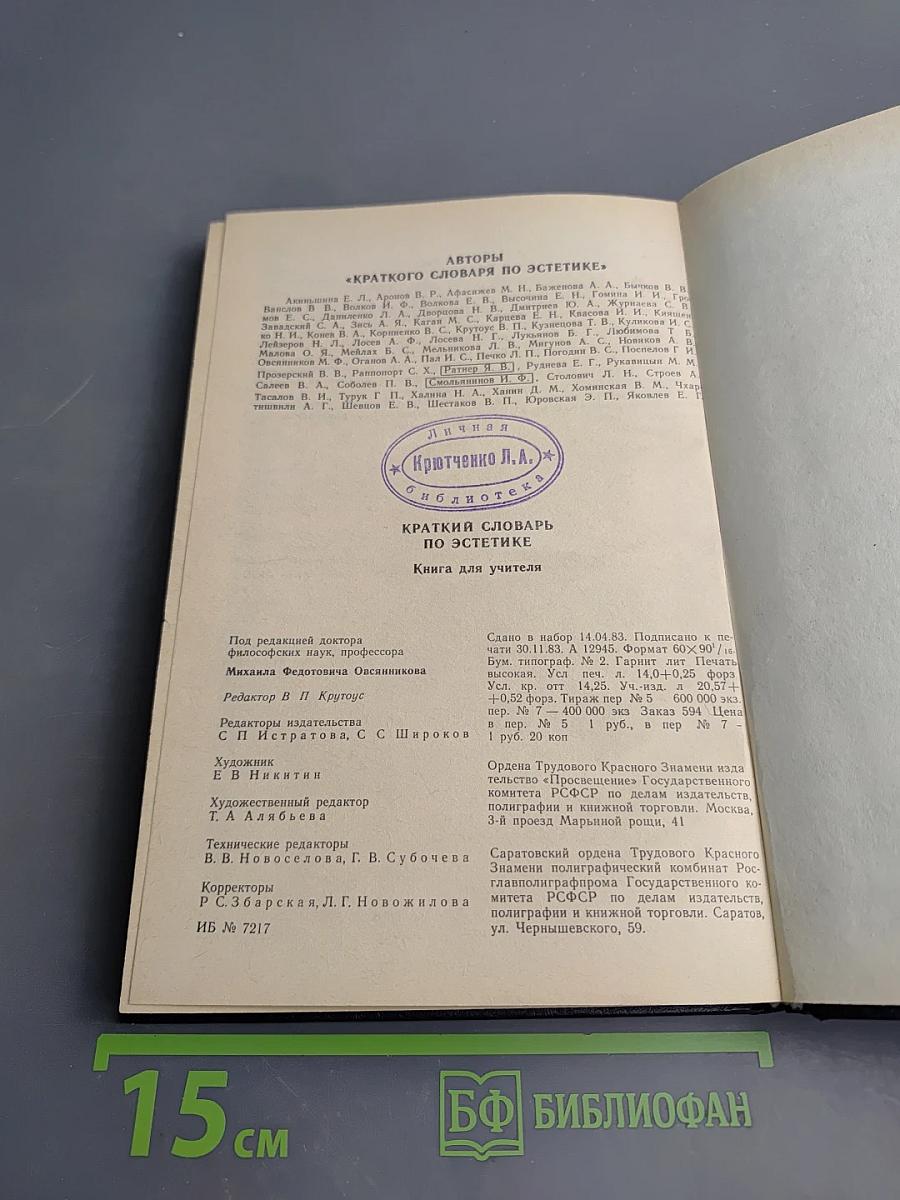 АВТОРЫ
«КРАТКОГО СЛОВАРЯ ПО ЭСТЕТИКЕ»
Акиньшина Е. Л., Аронов В. Р., Афасижев М. Н., Баженова А. А., Бычков В. В.
Ванслов В. В., Волков И. Ф., Волкова Е. В., Высочина Е. Н., Гомина И. И., Гро-
мов Е. С., Даниленко Л. А., Дворцова Н. В., Дмитриев Ю. А., Журнаева С. В.
Завадский С. А., Зись А. Я., Каган М. С., Карцева Е. Н., Квасова И. И., Киящен-
ко Н. И., Конев В. А., Корниенко В. С., Крутоус В. П., Кузнецова Т. В., Куликова И. С.
Лейзеров Н. Л., Лосев А. Ф., Лосева Н. Г., Лукьянов Б. Г., Любимова Т. Б.
Малова О. Я., Мейлах Б. С., Мельникова Л. В., Мигунов А. С., Новиков А. В.
Овсянников М. Ф., Оганов А. А., Пал И. С., Печко Л. П., Погодин В. С., Поспелов Г И.
Прозерский В. В., Раппопорт С. Х., Ратнер Я. В., Руднева Е. Г., Рукавицын М. М.
Салеев В. А., Соболев П. В., Смольянинов И. Ф., Столович Л. Н., Строев А.
Тасалов В. И., Турук Г П., Халина Н. А., Ханин Д. М., Хоминская В. М., Чхар-
тишвили А. Г., Шевцов Е. В., Шестаков В. П., Юровская Э. П., Яковлев Е. Г.
Личная
Крютченко Л.А.
библиотека
КРАТКИЙ СЛОВАРЬ
ПО ЭСТЕТИКЕ
Книга для учителя
Под редакцией доктора
философских наук, профессора
Михаила Федотовича Овсянникова
Редактор В П Крутоус
Редакторы издательства
С П Истратова, С С Широков
Художник
Е В Никитин
Художественный редактор
Т. А Алябьева
Технические редакторы
В. В. Новоселова, Г. В. Субочева
Корректоры
Р С. Збарская, Л. Г. Новожилова
ИБ № 7217
Сдано в набор 14.04.83. Подписано к пе-
чати 30.11.83. А 12945. Формат 60×90¹/₁₆.
Бум. типограф. № 2. Гарнит лит Печать
высокая. Усл печ. л. 14,0+0,25 форз
Усл. кр. отт 14,25. Уч.-изд. л 20,57+
+0,52 форз. Тираж пер № 5 600 000 экз.
пер. № 7 — 400 000 экз Заказ 594 Цена
в пер. № 5 1 руб., в пер № 7 -
1 руб. 20 коп
Ордена Трудового Красного Знамени изда
тельство «Просвещение» Государственного
комитета РСФСР по делам издательств,
полиграфии и книжной торговли. Москва,
3-й проезд Марьиной рощи, 41
Саратовский ордена Трудового Красного
Знамени полиграфический комбинат Рос-
главполиграфпрома Государственного ко-
митета РСФСР по делам издательств,
полиграфии и книжной торговли. Саратов,
ул. Чернышевского, 59.
15 см
БФ БИБЛИОФАН